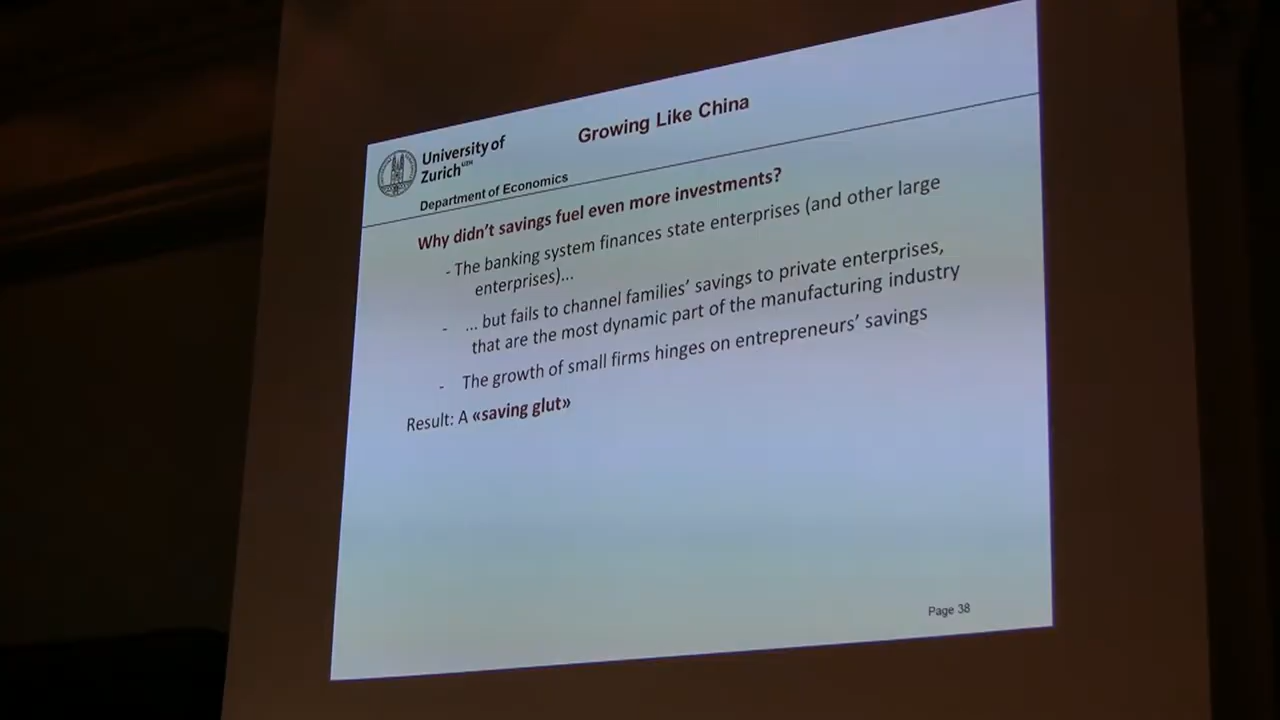 University of
Zurich UZH
Growing Like China
Department of Economics
Why didn't savings fuel even more investments?
- The banking system finances state enterprises (and other large
enterprises)...
- ... but fails to channel families' savings to private enterprises,
that are the most dynamic part of the manufacturing industry
- The growth of small firms hinges on entrepreneurs' savings
Result: A «saving glut»
Page 38